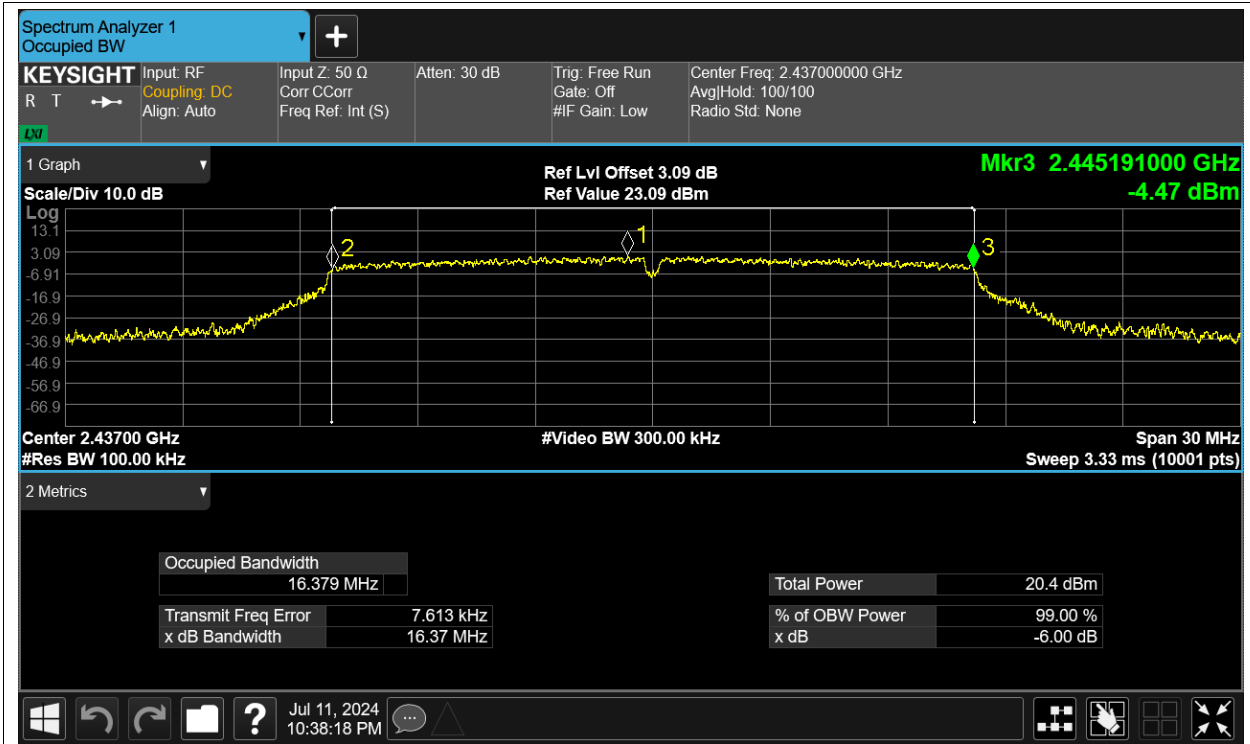 Spectrum Analyzer 1
Occupied BW
KEYSIGHT
R T
LXI
Input: RF
Coupling: DC
Align: Auto
Input Z: 50 Ω
Corr CCorr
Freq Ref: Int (S)
Atten: 30 dB
Trig: Free Run
Gate: Off
#IF Gain: Low
Center Freq: 2.437000000 GHz
Avg|Hold: 100/100
Radio Std: None
1 Graph
Scale/Div 10.0 dB
Ref Lvl Offset 3.09 dB
Ref Value 23.09 dBm
Mkr3 2.445191000 GHz
-4.47 dBm
Log
13.1
3.09
-6.91
-16.9
-26.9
-36.9
-46.9
-56.9
-66.9
2
1
3
Center 2.43700 GHz
#Res BW 100.00 kHz
#Video BW 300.00 kHz
Span 30 MHz
Sweep 3.33 ms (10001 pts)
2 Metrics
Occupied Bandwidth
16.379 MHz
Transmit Freq Error 7.613 kHz
x dB Bandwidth 16.37 MHz
Total Power 20.4 dBm
% of OBW Power 99.00 %
x dB -6.00 dB
?
Jul 11, 2024
10:38:18 PM